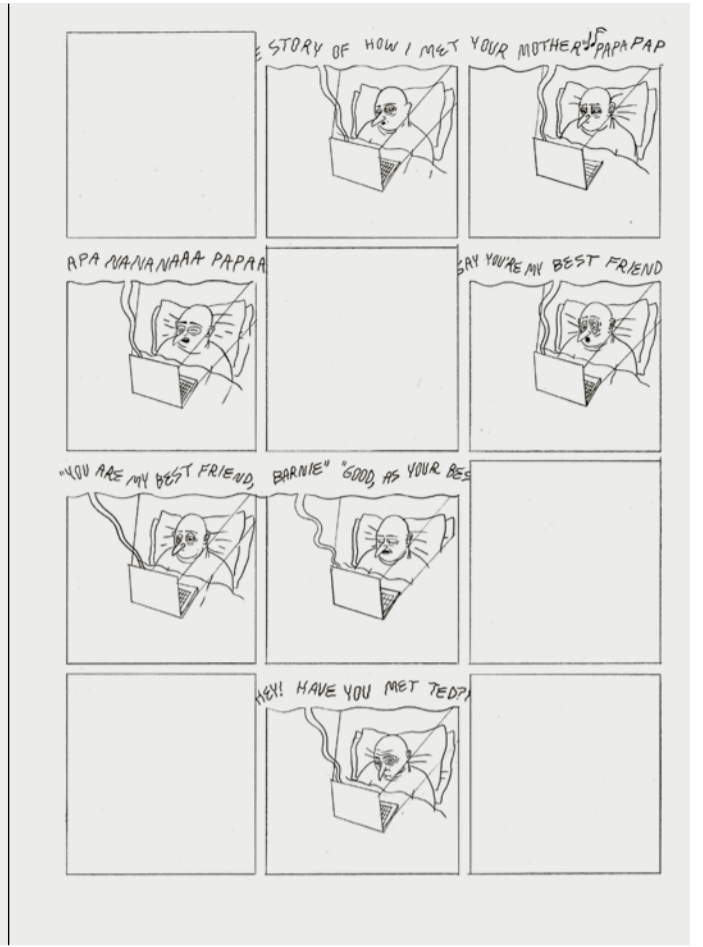 E STORY OF HOW I MET YOUR MOTHER" PAPAPAP
APA NANANANAA PAPAA
SAY YOU'RE MY BEST FRIEND
"YOU ARE MY BEST FRIEND, BARNIE" "GOOD, AS YOUR BES
HEY! HAVE YOU MET TED?"